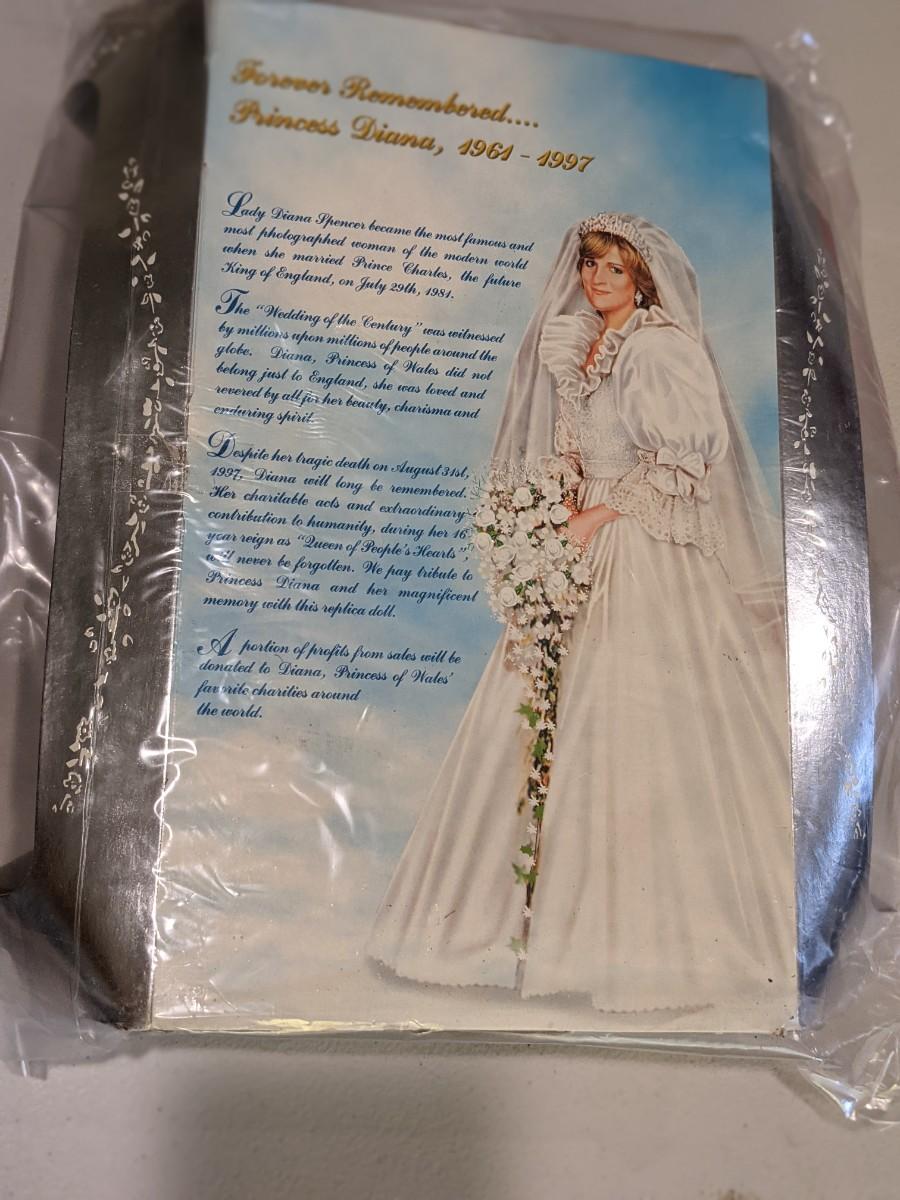 Forever Remembered....
Princess Diana, 1961 - 1997
Lady Diana Spencer became the most famous and
most photographed woman of the modern world
when she married Prince Charles, the future
King of England, on July 29th, 1981.
The "Wedding of the Century" was witnessed
by millions upon millions of people around the
globe. Diana, Princess of Wales did not
belong just to England, she was loved and
revered by all for her beauty, charisma and
enduring spirit.
Despite her tragic death on August 31st,
1997, Diana will long be remembered.
Her charitable acts and extraordinary
contribution to humanity, during her 16
year reign as "Queen of People's Hearts",
will never be forgotten. We pay tribute to
Princess Diana and her magnificent
memory with this replica doll.
A portion of profits from sales will be
donated to Diana, Princess of Wales'
favorite charities around
the world.